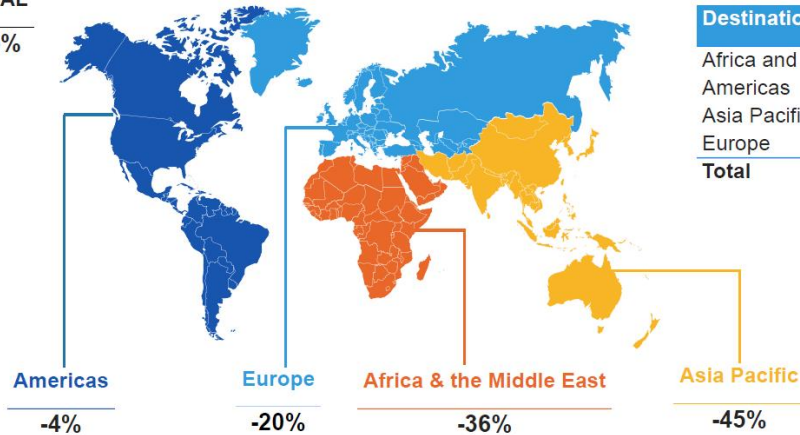 AL
%
Destinatio
Africa and
Americas
Asia Pacifi
Europe
Total
Americas
-4%
Europe
-20%
Africa & the Middle East
-36%
Asia Pacific
-45%